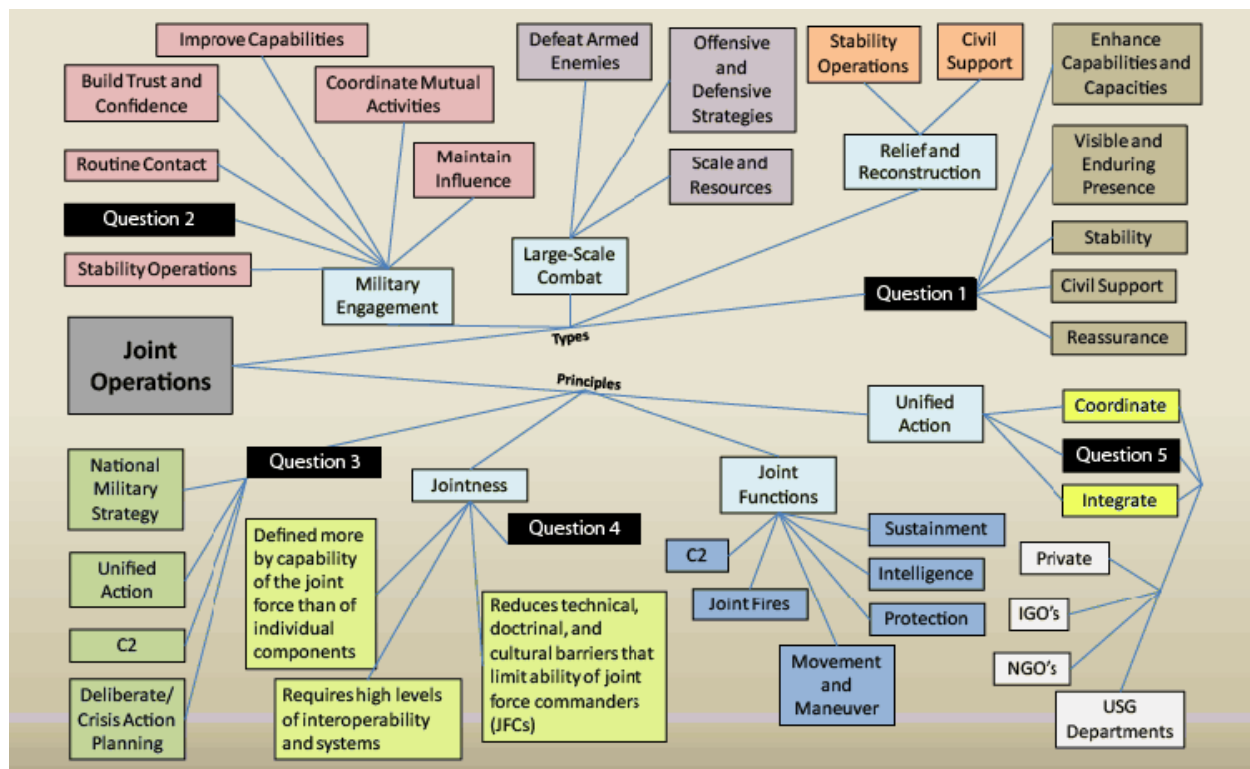 Improve Capabilities
Build Trust and
Confidence
Coordinate Mutual
Activities
Routine Contact
Maintain
Influence
Question 2
Stability Operations
Military
Engagement
Defeat Armed
Enemies
Offensive
and
Defensive
Strategies
Scale and
Resources
Large-Scale
Combat
Stability
Operations
Civil
Support
Relief and
Reconstruction
Enhance
Capabilities and
Capacities
Visible and
Enduring
Presence
Stability
Question 1
Civil Support
Reassurance
Types
Joint
Operations
Principles
Unified
Action
Coordinate
Question 5
Integrate
Question 3
National
Military
Strategy
Unified
Action
C2
Deliberate/
Crisis Action
Planning
Jointness
Question 4
Defined more
by capability
of the joint
force than of
individual
components
Requires high levels
of interoperability
and systems
Reduces technical,
doctrinal, and
cultural barriers that
limit ability of joint
force commanders
(JFCs)
Joint
Functions
Sustainment
C2
Intelligence
Joint Fires
Protection
Movement
and
Maneuver
Private
IGO's
NGO's
USG
Departments